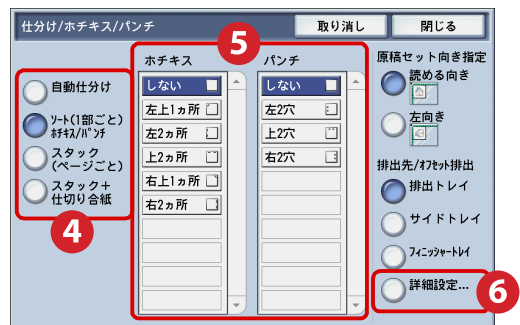 仕分け/ホチキス/パンチ
取り消し
閉じる
5
ホチキス
パンチ
原稿セット向き指定
自動仕分け
ソート(1部ごと)
ホチキス/パンチ
スタック
(ページごと)
スタック+
仕切り合紙
4
しない
左上1ヵ所
左2ヵ所
上2ヵ所
右上1ヵ所
右2ヵ所
しない
左2穴
上2穴
右2穴
読める向き
左向き
排出先/オフセット排出
排出トレイ
サイドトレイ
フィニッシャートレイ
詳細設定...
6